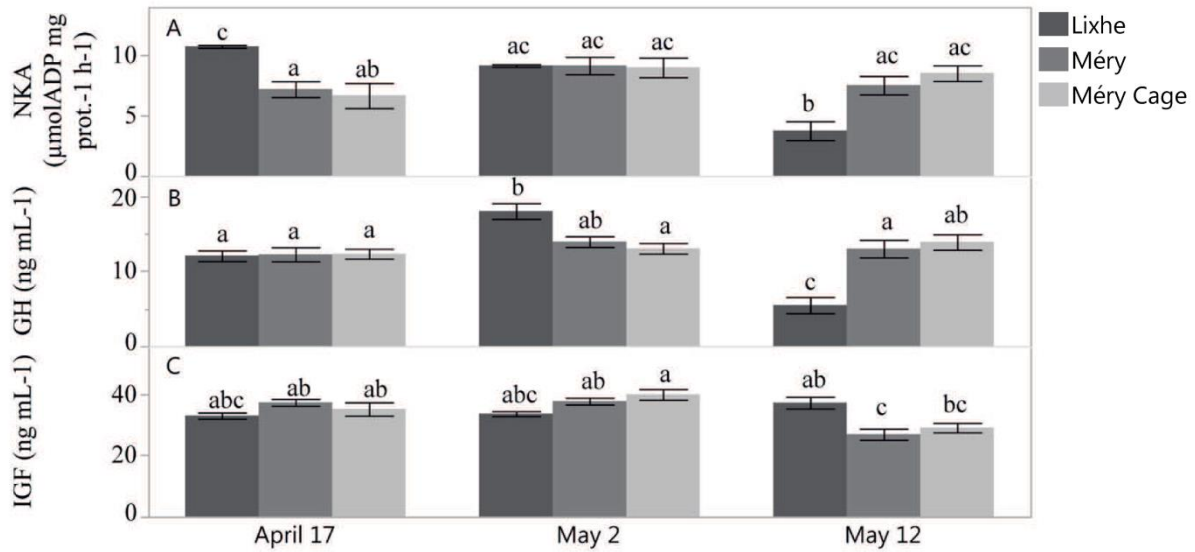 A
NKA
(µmolADP mg
prot.-1 h-1)
10
5
0
c
a
ab
ac
ac
ac
b
ac
ac
Lixhe
Méry
Méry Cage
B
GH (ng mL-1)
20
10
0
a
a
a
b
ab
a
c
a
ab
C
IGF (ng mL-1)
40
20
0
abc
ab
ab
abc
ab
a
ab
c
bc
April 17
May 2
May 12